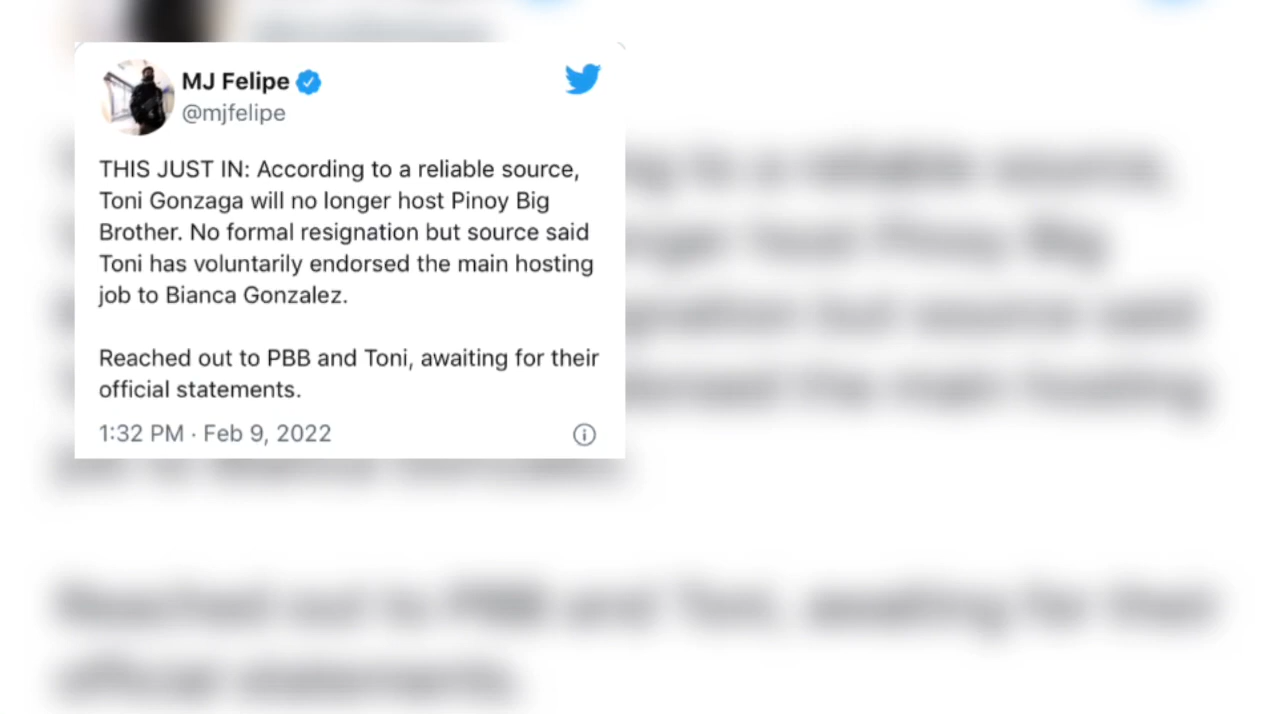 MJ Felipe
@mjfelipe
THIS JUST IN: According to a reliable source,
Toni Gonzaga will no longer host Pinoy Big
Brother. No formal resignation but source said
Toni has voluntarily endorsed the main hosting
job to Bianca Gonzalez.
Reached out to PBB and Toni, awaiting for their
official statements.
1:32 PM · Feb 9, 2022